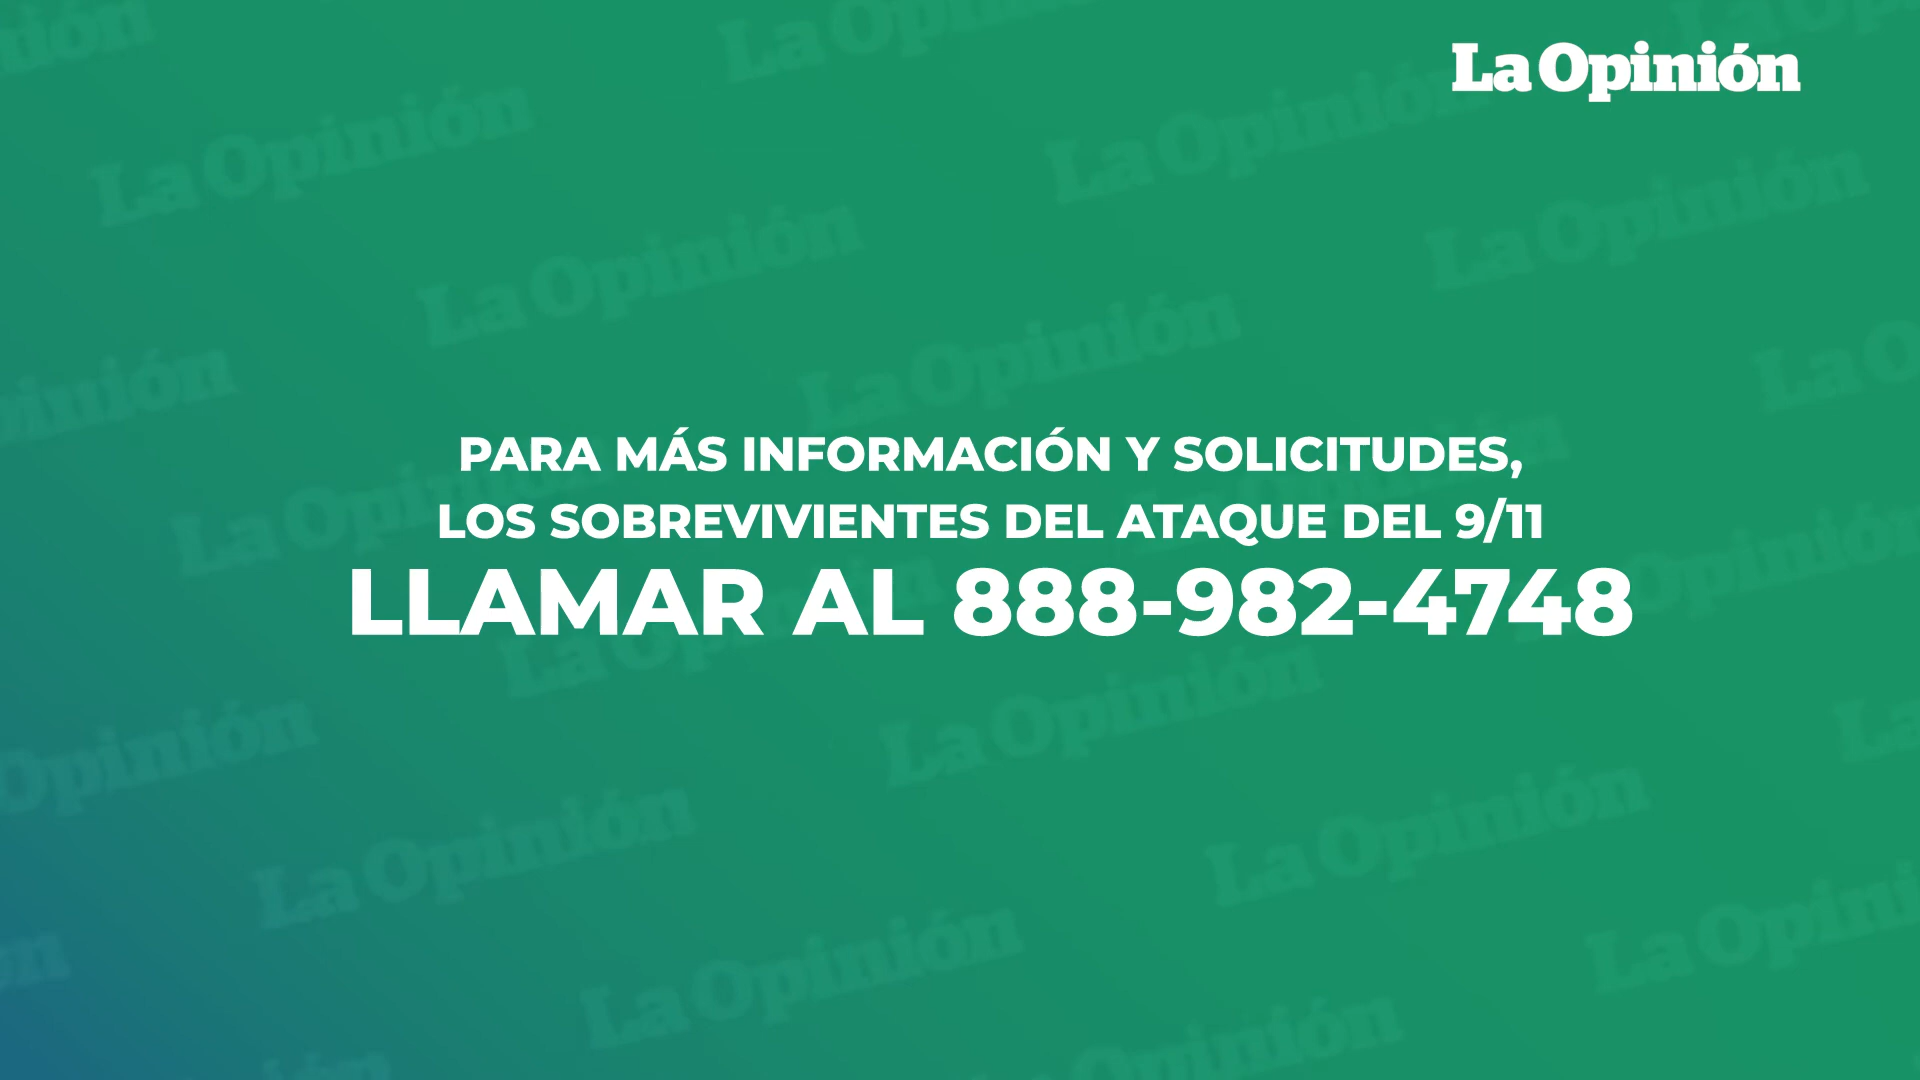 La Opinión
PARA MÁS INFORMACIÓN Y SOLICITUDES,
LOS SOBREVIVIENTES DEL ATAQUE DEL 9/11
LLAMAR AL 888-982-4748